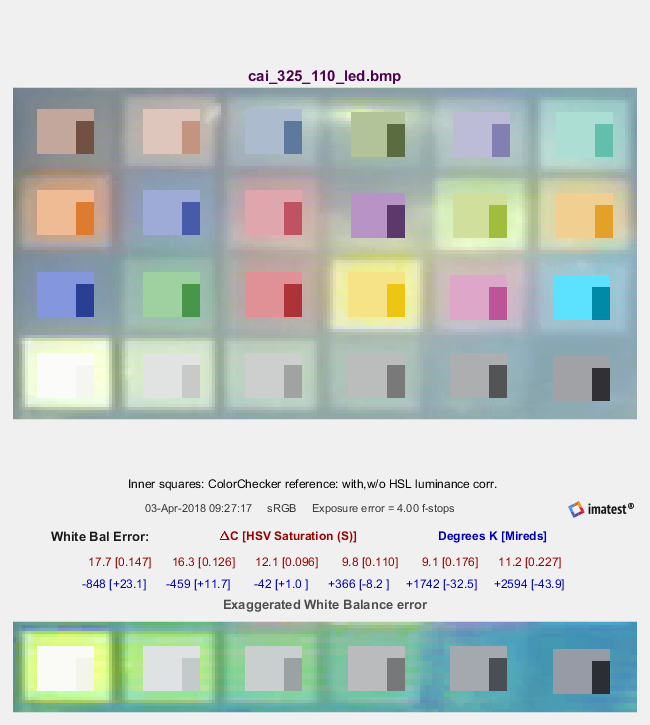 cai_325_110_led.bmp
Inner squares: ColorChecker reference: with,w/o HSL luminance corr.
03-Apr-2018 09:27:17 sRGB Exposure error = 4.00 f-stops
imatest®
White Bal Error: ΔC [HSV Saturation (S)] Degrees K [Mireds]
17.7 [0.147] 16.3 [0.126] 12.1 [0.096] 9.8 [0.110] 9.1 [0.176] 11.2 [0.227]
-848 [+23.1] -459 [+11.7] -42 [+1.0 ] +366 [-8.2 ] +1742 [-32.5] +2594 [-43.9]
Exaggerated White Balance error